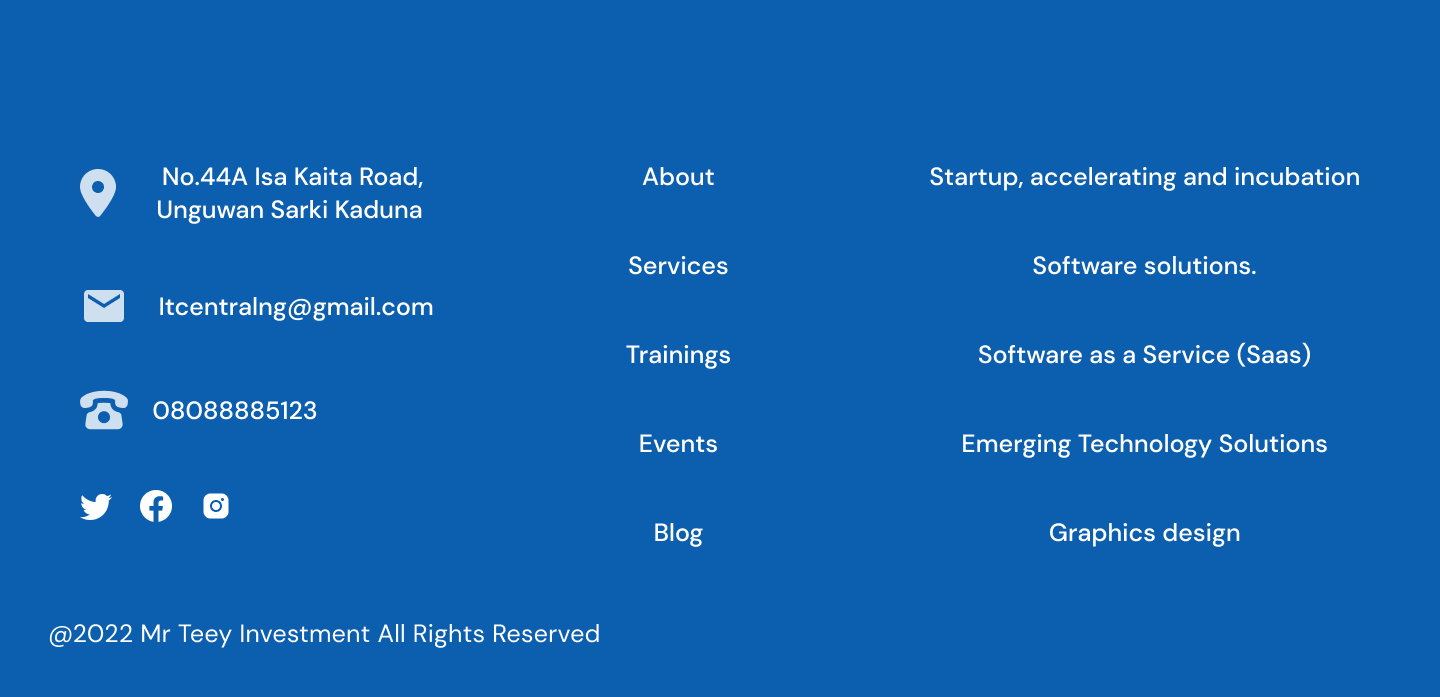 No.44A Isa Kaita Road,
Unguwan Sarki Kaduna
Itcentralng@gmail.com
08088885123
About
Services
Trainings
Events
Blog
Startup, accelerating and incubation
Software solutions.
Software as a Service (Saas)
Emerging Technology Solutions
Graphics design
@2022 Mr Teey Investment All Rights Reserved